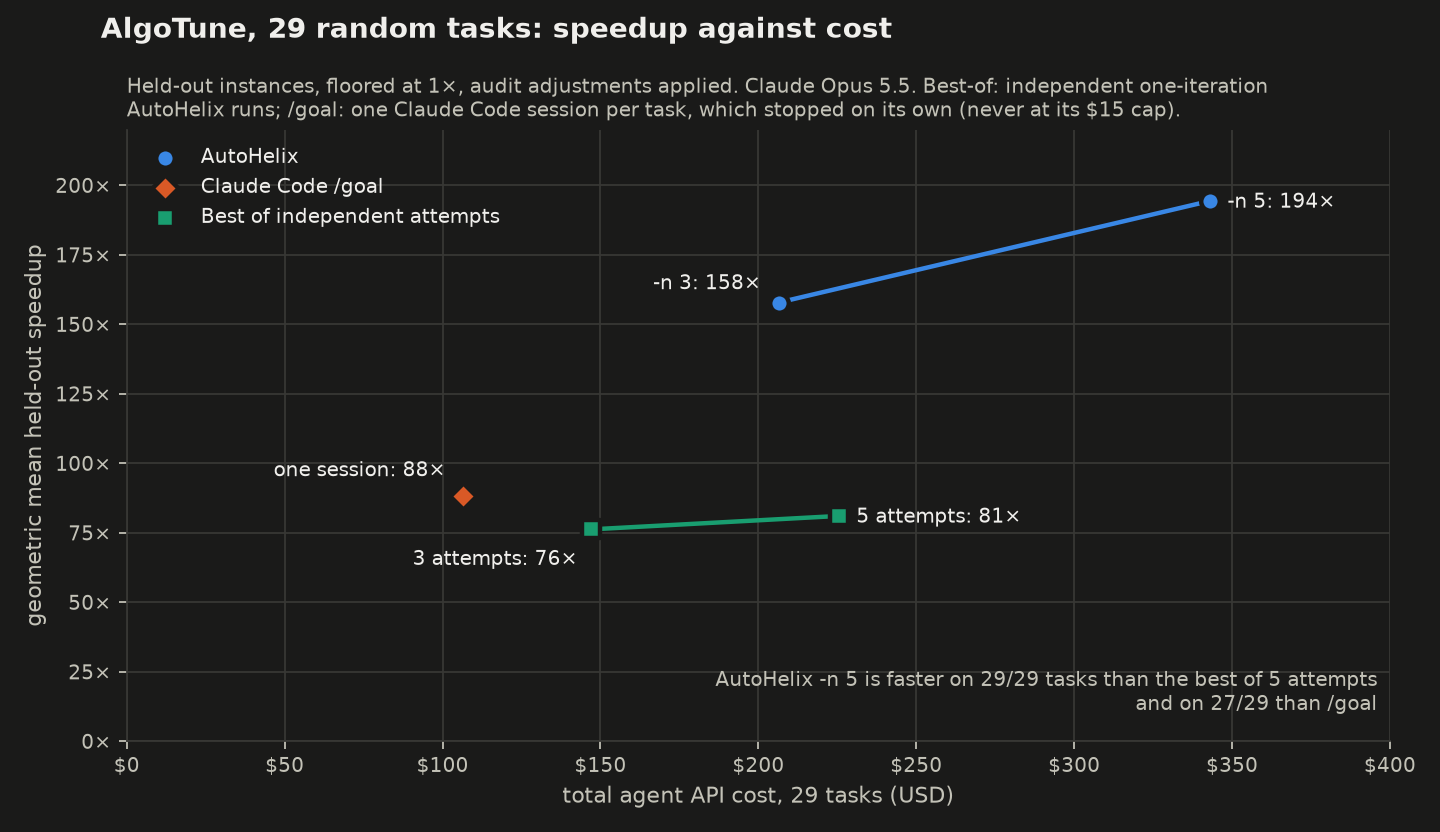 AlgoTune, 29 random tasks: speedup against cost
Held-out instances, floored at 1×, audit adjustments applied. Claude Opus 5.5. Best-of: independent one-iteration
AutoHelix runs; /goal: one Claude Code session per task, which stopped on its own (never at its $15 cap).
AutoHelix
Claude Code /goal
Best of independent attempts
geometric mean held-out speedup
200×
175×
150×
125×
100×
75×
50×
25×
0×
-n 5: 194×
-n 3: 158×
one session: 88×
5 attempts: 81×
3 attempts: 76×
AutoHelix -n 5 is faster on 29/29 tasks than the best of 5 attempts
and on 27/29 than /goal
$0
$50
$100
$150
$200
$250
$300
$350
$400
total agent API cost, 29 tasks (USD)